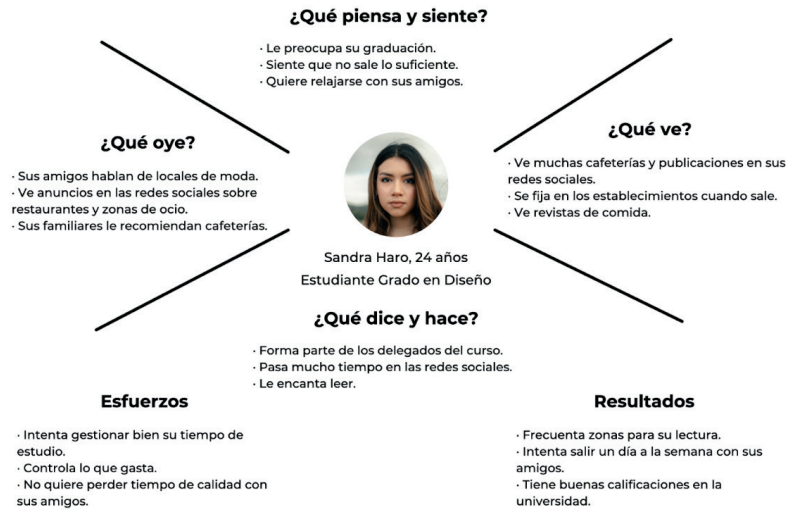 ¿Qué piensa y siente?
· Le preocupa su graduación.
· Siente que no sale lo suficiente.
· Quiere relajarse con sus amigos.
¿Qué oye?
· Sus amigos hablan de locales de moda.
· Ve anuncios en las redes sociales sobre
restaurantes y zonas de ocio.
· Sus familiares le recomiendan cafeterías.
¿Qué ve?
· Ve muchas cafeterías y publicaciones en sus
redes sociales.
· Se fija en los establecimientos cuando sale.
· Ve revistas de comida.
Sandra Haro, 24 años
Estudiante Grado en Diseño
¿Qué dice y hace?
· Forma parte de los delegados del curso.
· Pasa mucho tiempo en las redes sociales.
· Le encanta leer.
Esfuerzos
· Intenta gestionar bien su tiempo de
estudio.
· Controla lo que gasta.
· No quiere perder tiempo de calidad con
sus amigos.
Resultados
· Frecuenta zonas para su lectura.
· Intenta salir un día a la semana con sus
amigos.
· Tiene buenas calificaciones en la
universidad.